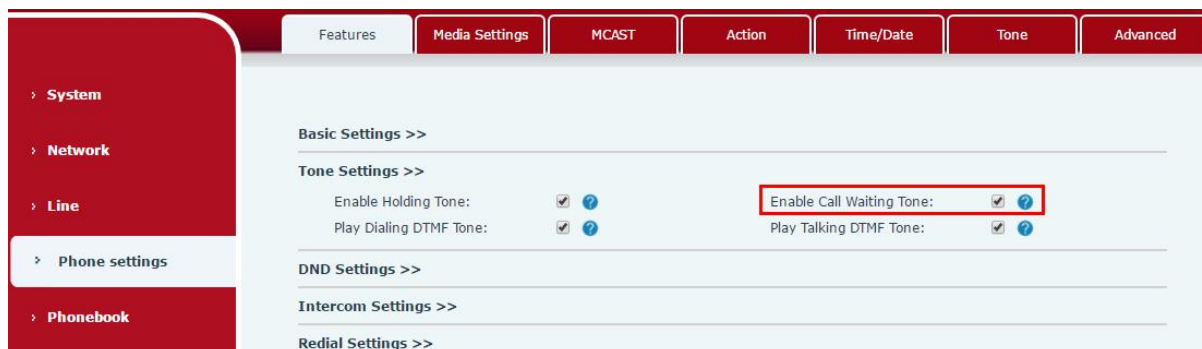 Features Media Settings MCAST Action Time/Date Tone Advanced
› System
› Network
› Line
› Phone settings
› Phonebook
Basic Settings >>
Tone Settings >>
Enable Holding Tone: Enable Call Waiting Tone:
Play Dialing DTMF Tone: Play Talking DTMF Tone:
DND Settings >>
Intercom Settings >>
Redial Settings >>